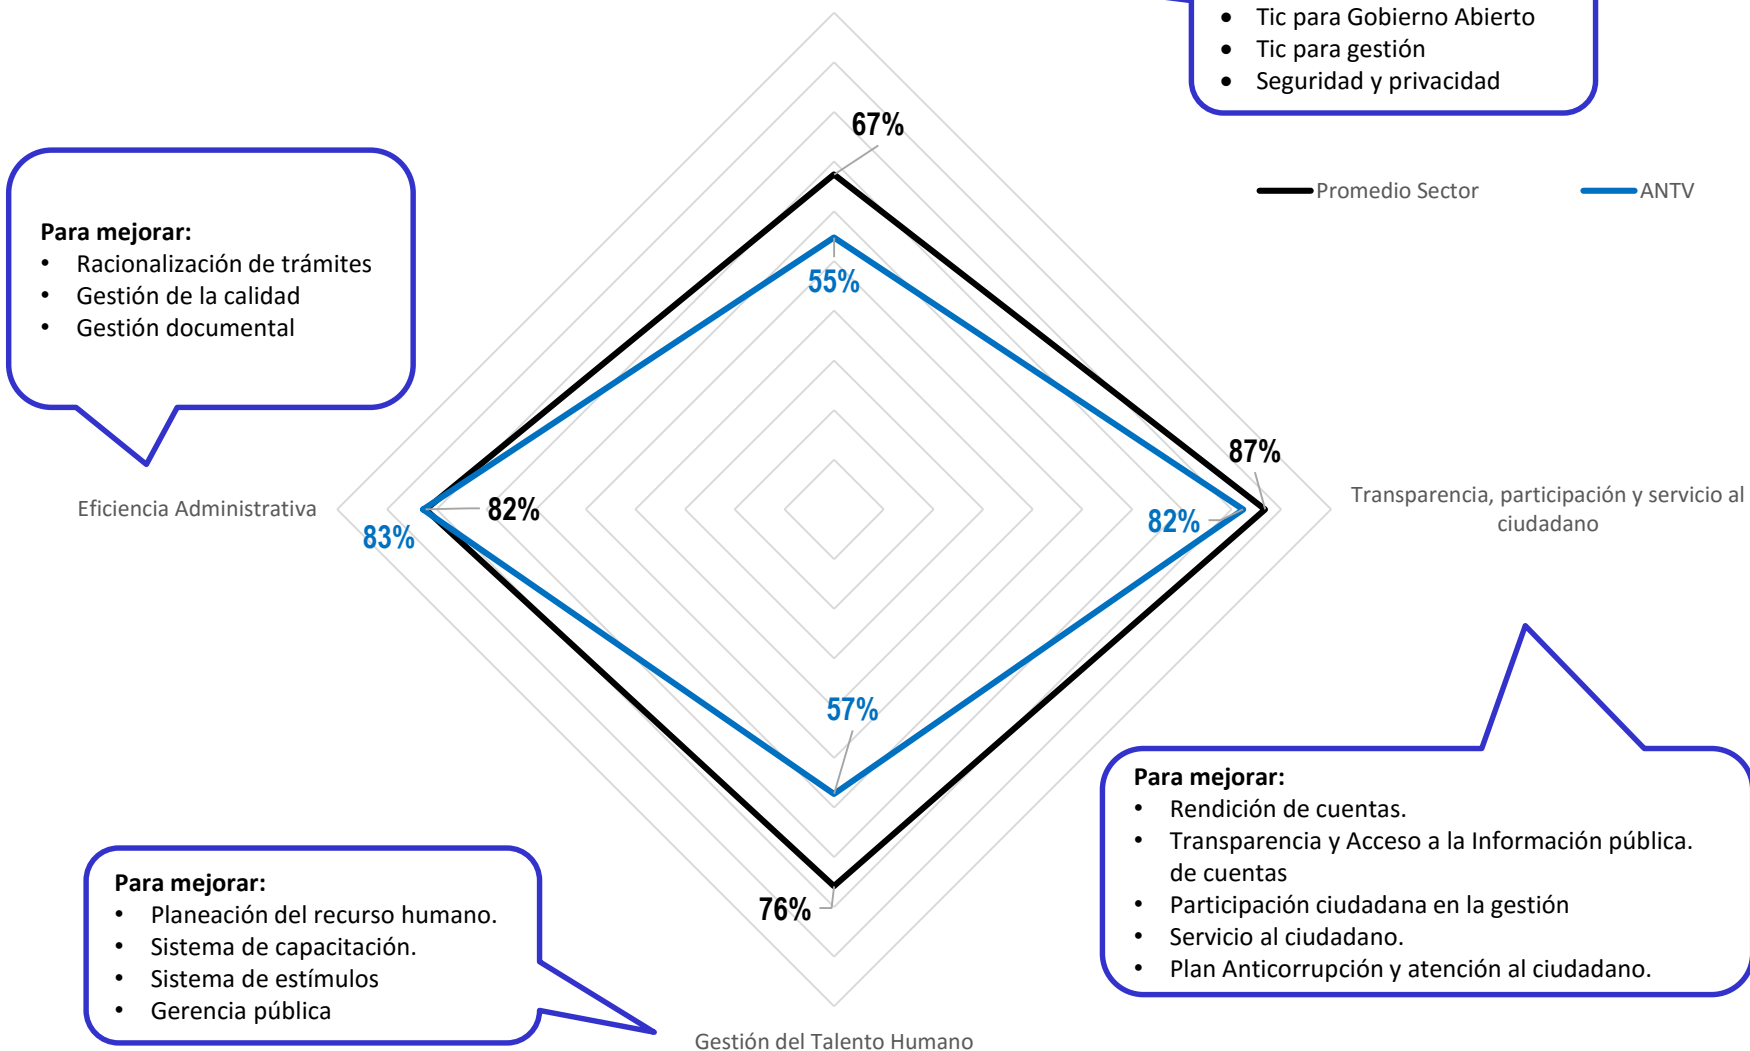 • Tic para Gobierno Abierto
• Tic para gestión
• Seguridad y privacidad
67%
Promedio Sector
ANTV
Para mejorar:
• Racionalización de trámites
• Gestión de la calidad
• Gestión documental
55%
87%
Eficiencia Administrativa
82%
83%
82%
Transparencia, participación y servicio al
ciudadano
57%
Para mejorar:
• Rendición de cuentas.
• Transparencia y Acceso a la Información pública.
de cuentas
• Participación ciudadana en la gestión
• Servicio al ciudadano.
• Plan Anticorrupción y atención al ciudadano.
Para mejorar:
• Planeación del recurso humano.
• Sistema de capacitación.
• Sistema de estímulos
• Gerencia pública
76%
Gestión del Talento Humano